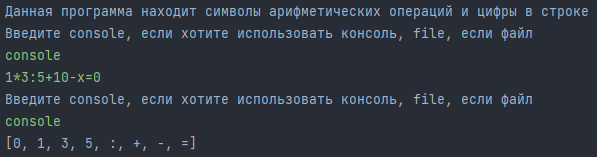 Данная программа находит символы арифметических операций и цифры в строке
Введите console, если хотите использовать консоль, file, если файл
console
1*3:5+10-x=0
Введите console, если хотите использовать консоль, file, если файл
console
[0, 1, 3, 5, :, +, -, =]